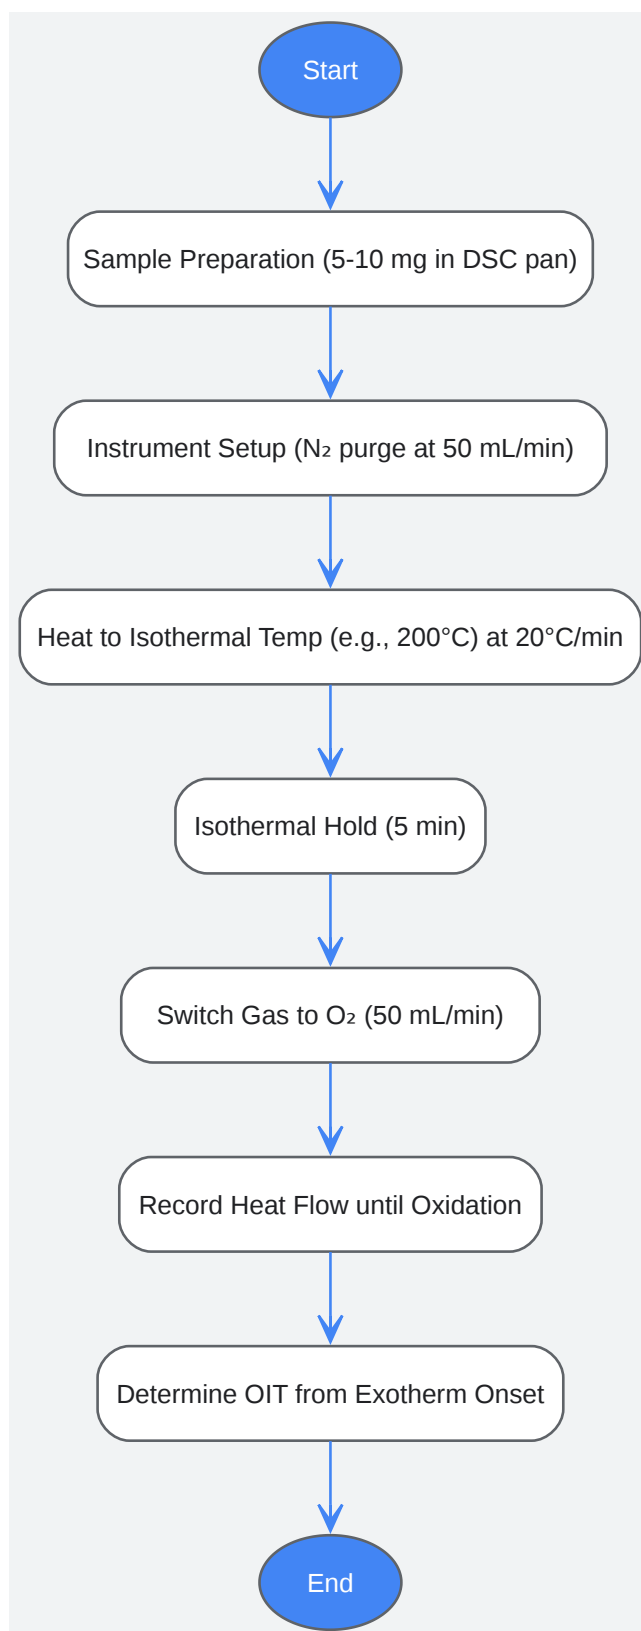 Start
Sample Preparation (5-10 mg in DSC pan)
Instrument Setup (N₂ purge at 50 mL/min)
Heat to Isothermal Temp (e.g., 200°C) at 20°C/min
Isothermal Hold (5 min)
Switch Gas to O₂ (50 mL/min)
Record Heat Flow until Oxidation
Determine OIT from Exotherm Onset
End